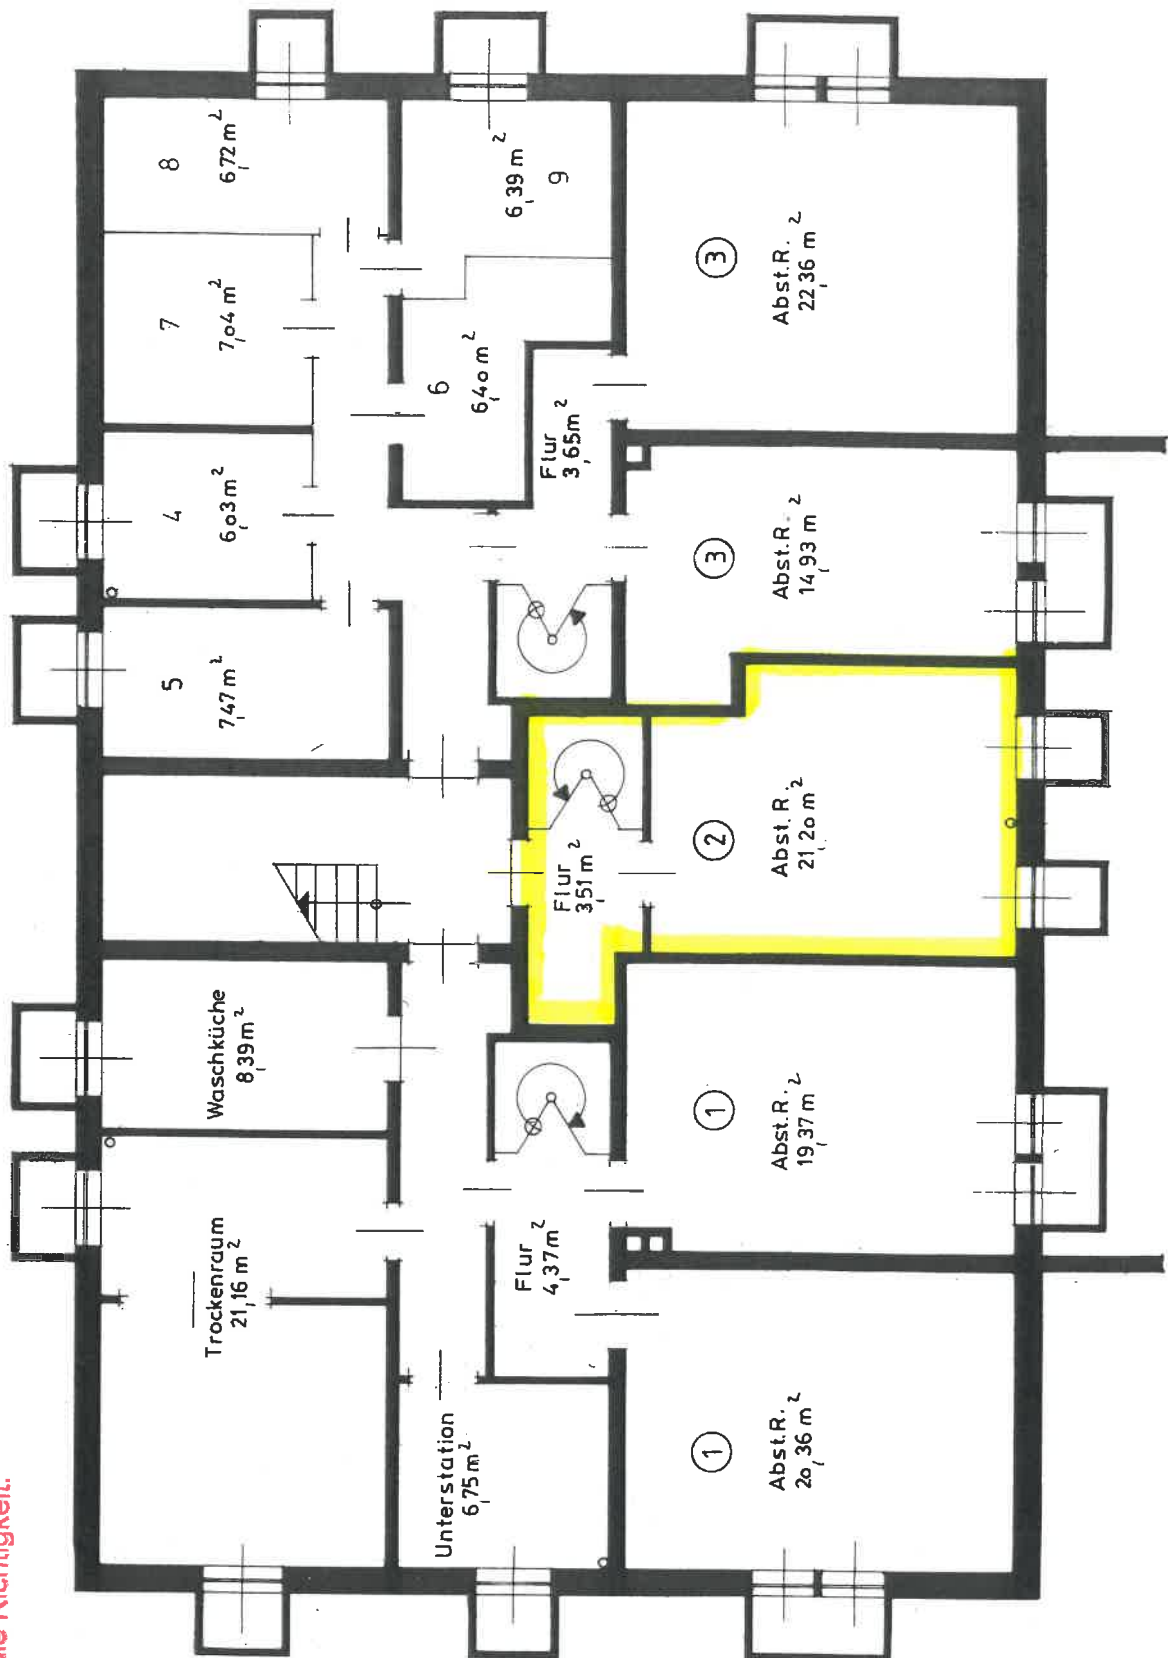 8
6,72 m²
7
7,04 m²
4
6,03 m²
5
7,47 m²
6,39 m²
9
6
6,40 m²
Flur
3,65 m²
3
Abst.R.
22,36 m²
3
Abst.R.
14,93 m²
Flur
3,51 m²
2
Abst.R.
21,20 m²
Waschküche
8,39 m²
Trockenraum
21,16 m²
Flur
4,37 m²
Unterstation
6,75 m²
1
Abst.R.
19,37 m²
1
Abst.R.
20,36 m²
Richtigkeit.